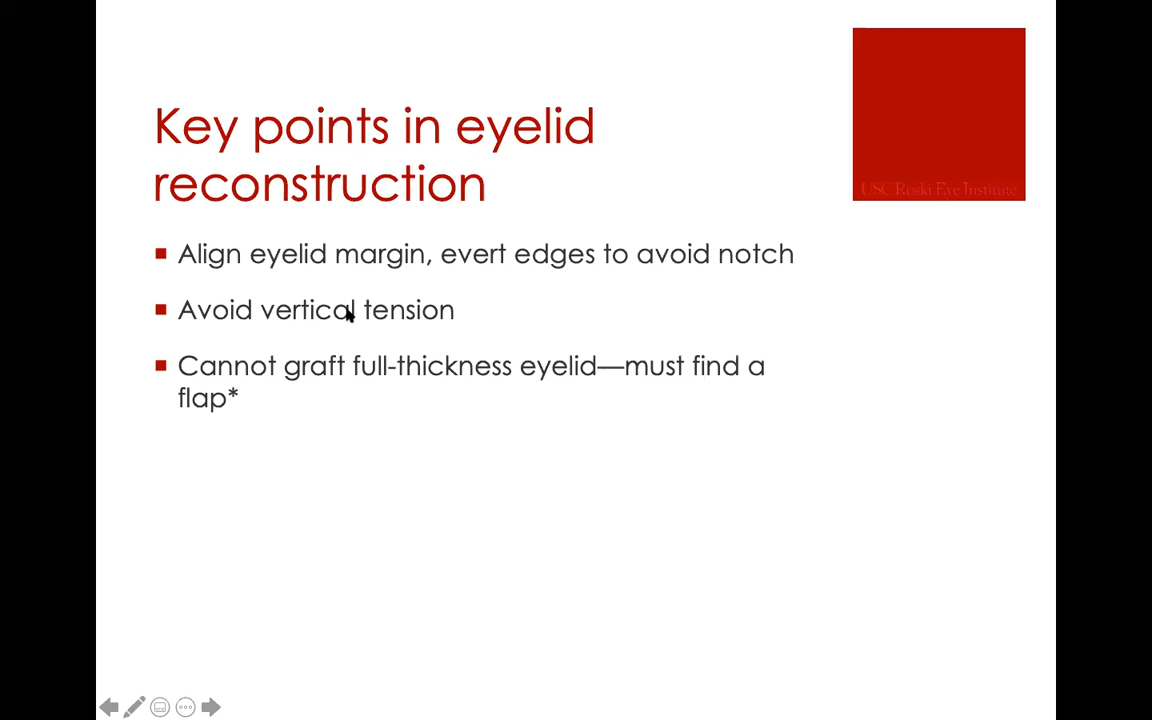 USC Roski Eye Institute
Key points in eyelid
reconstruction
Align eyelid margin, evert edges to avoid notch
Avoid vertical tension
Cannot graft full-thickness eyelid—must find a
flap*